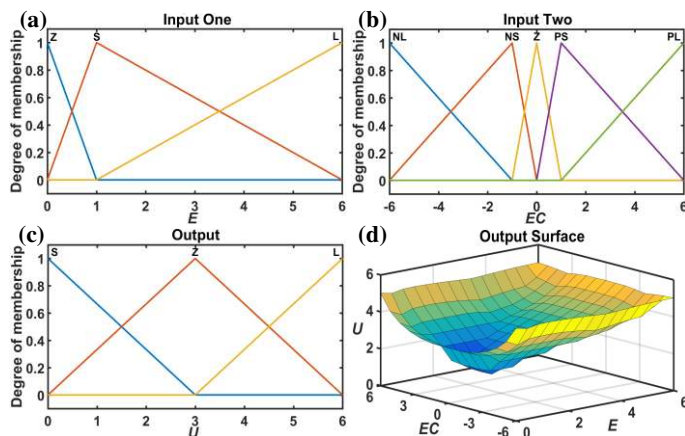 (a)
Input One
Degree of membership
Z
S
L
1
0.8
0.6
0.4
0.2
0
0 1 2 3 4 5 6
E
(b)
Input Two
Degree of membership
NL
NS
Z
PS
PL
1
0.8
0.6
0.4
0.2
0
-6 -4 -2 0 2 4 6
EC
(c)
Output
Degree of membership
S
Z
L
1
0.8
0.6
0.4
0.2
0
0 1 2 3 4 5 6
U
(d)
Output Surface
U
6
4
2
0
6
3
0
-3
-6
EC
0
2
4
6
E